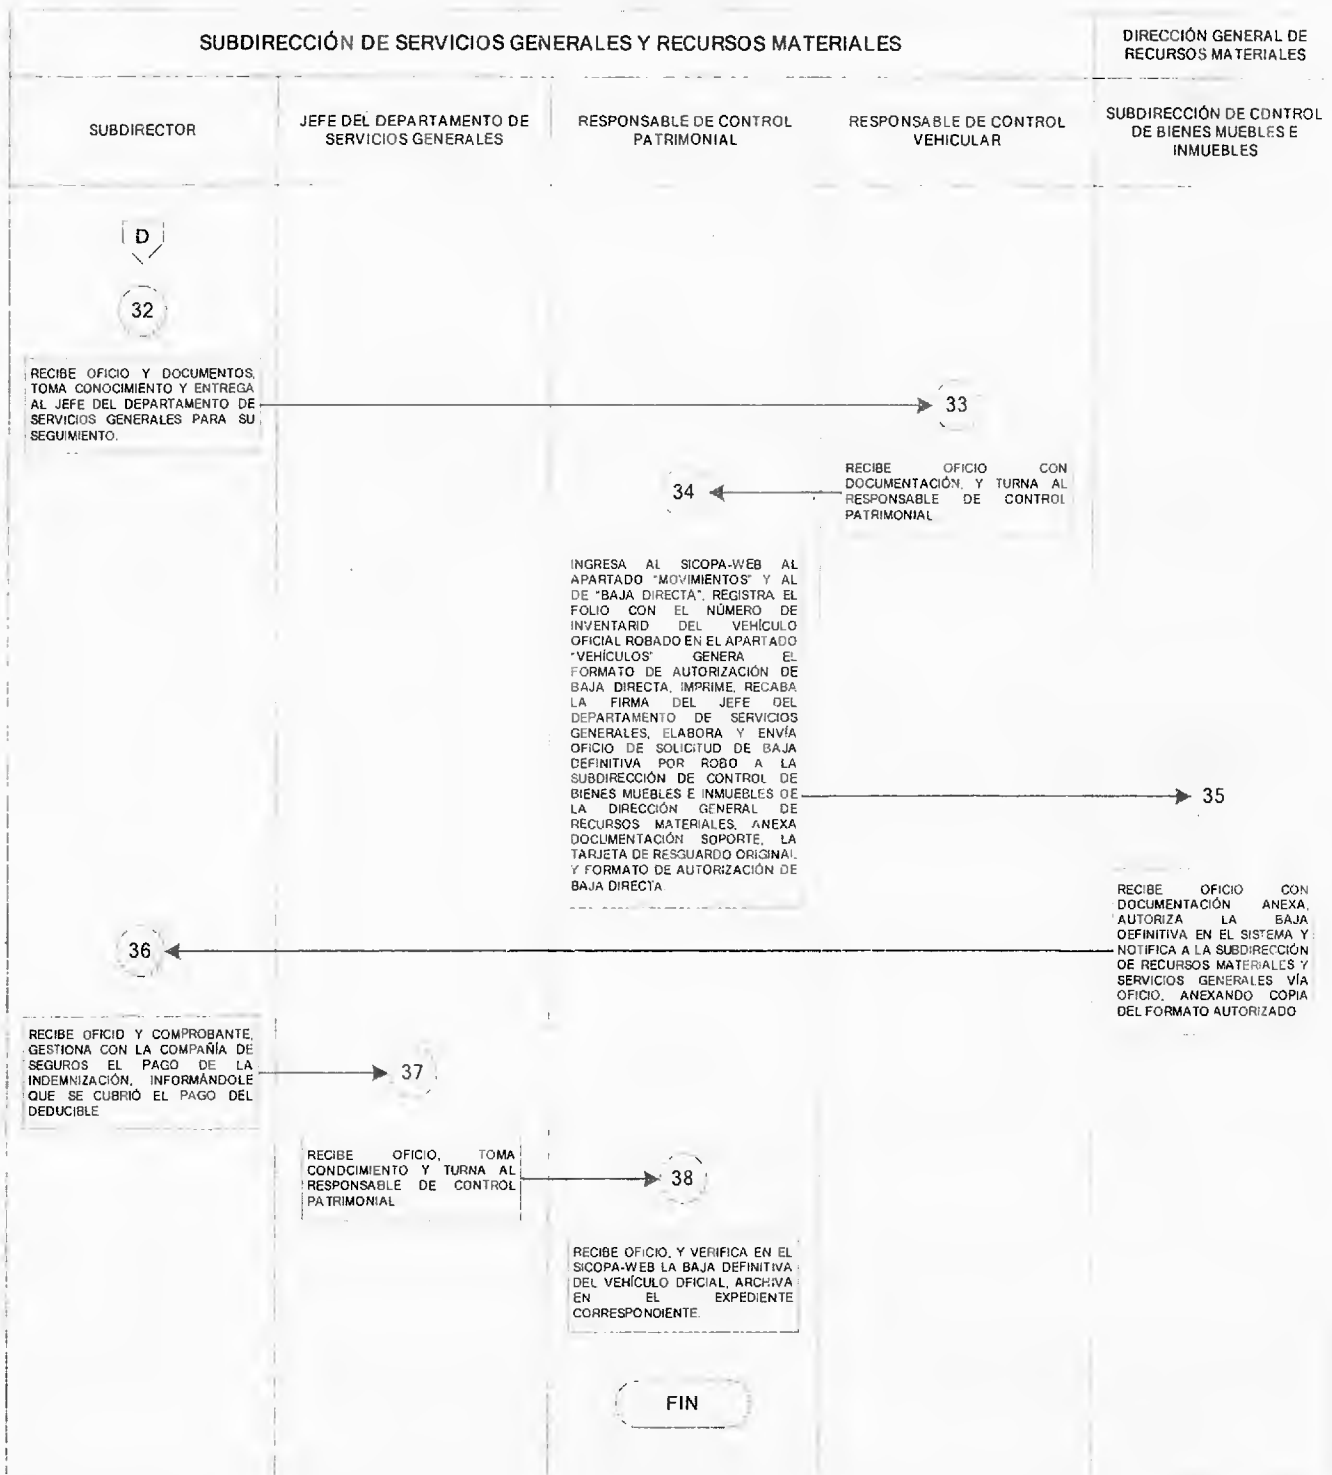 SUBDIRECCIÓN DE SERVICIOS GENERALES Y RECURSOS MATERIALES
DIRECCIÓN GENERAL DE
RECURSOS MATERIALES
SUBDIRECTOR
JEFE DEL DEPARTAMENTO DE
SERVICIOS GENERALES
RESPONSABLE DE CONTROL
PATRIMONIAL
RESPONSABLE DE CONTROL
VEHICULAR
SUBDIRECCIÓN DE CONTROL
DE BIENES MUEBLES E
INMUEBLES
D
32
RECIBE OFICIO Y DOCUMENTOS,
TOMA CONOCIMIENTO Y ENTREGA
AL JEFE DEL DEPARTAMENTO DE
SERVICIOS GENERALES PARA SU
SEGUIMIENTO.
33
RECIBE OFICIO CON
DOCUMENTACIÓN, Y TURNA AL
RESPONSABLE DE CONTROL
PATRIMONIAL
34
INGRESA AL SICOPA-WEB AL
APARTADO "MOVIMIENTOS" Y AL
DE "BAJA DIRECTA", REGISTRA EL
FOLIO CON EL NÚMERO DE
INVENTARIO DEL VEHÍCULO
OFICIAL ROBADO EN EL APARTADO
"VEHÍCULOS" GENERA EL
FORMATO DE AUTORIZACIÓN DE
BAJA DIRECTA, IMPRIME, RECABA
LA FIRMA DEL JEFE DEL
DEPARTAMENTO DE SERVICIOS
GENERALES, ELABORA Y ENVÍA
OFICIO DE SOLICITUD DE BAJA
DEFINITIVA POR ROBO A LA
SUBDIRECCIÓN DE CONTROL DE
BIENES MUEBLES E INMUEBLES DE
LA DIRECCIÓN GENERAL DE
RECURSOS MATERIALES, ANEXA
DOCUMENTACIÓN SOPORTE, LA
TARJETA DE RESGUARDO ORIGINAL
Y FORMATO DE AUTORIZACIÓN DE
BAJA DIRECTA.
35
RECIBE OFICIO CON
DOCUMENTACIÓN ANEXA,
AUTORIZA LA BAJA
DEFINITIVA EN EL SISTEMA Y
NOTIFICA A LA SUBDIRECCIÓN
DE RECURSOS MATERIALES Y
SERVICIOS GENERALES VÍA
OFICIO, ANEXANDO COPIA
DEL FORMATO AUTORIZADO
36
RECIBE OFICIO Y COMPROBANTE,
GESTIONA CON LA COMPAÑÍA DE
SEGUROS EL PAGO DE LA
INDEMNIZACIÓN, INFORMÁNDOLE
QUE SE CUBRIÓ EL PAGO DEL
DEDUCIBLE
37
RECIBE OFICIO, TOMA
CONOCIMIENTO Y TURNA AL
RESPONSABLE DE CONTROL
PATRIMONIAL
38
RECIBE OFICIO, Y VERIFICA EN EL
SICOPA-WEB LA BAJA DEFINITIVA
DEL VEHÍCULO OFICIAL, ARCHIVA
EN EL EXPEDIENTE
CORRESPONDIENTE.
FIN